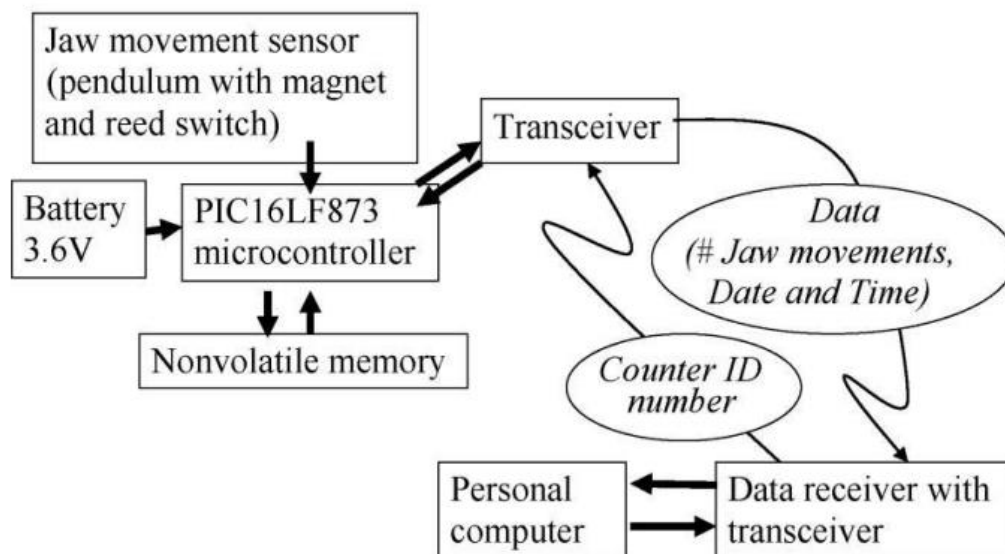 Jaw movement sensor
(pendulum with magnet
and reed switch)
Transceiver
Battery
3.6V
PIC16LF873
microcontroller
Data
(# Jaw movements,
Date and Time)
Nonvolatile memory
Counter ID
number
Personal
computer
Data receiver with
transceiver